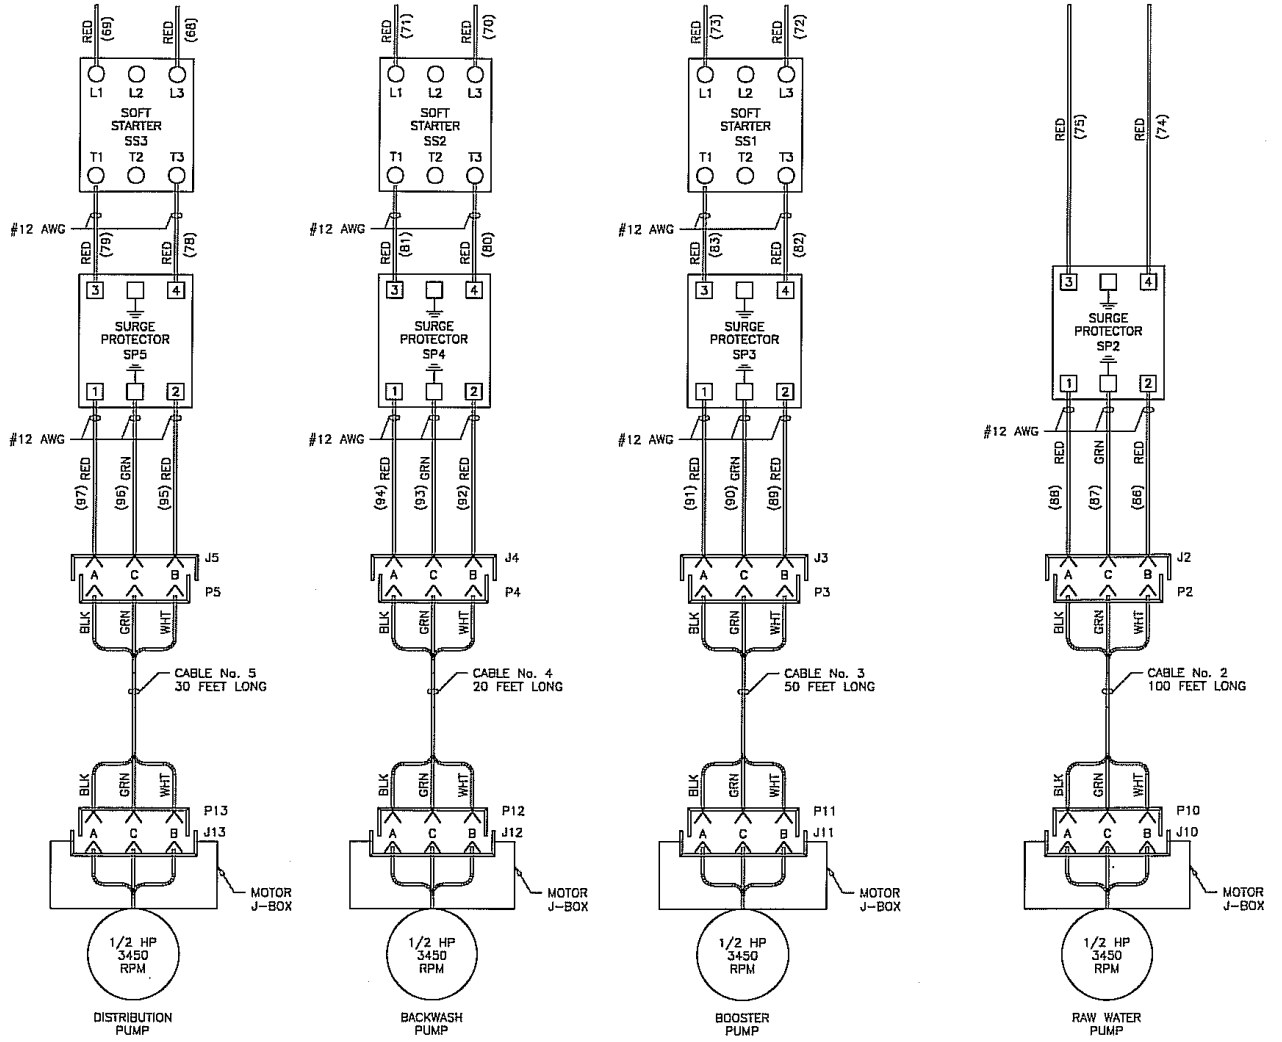 RED (69) RED (68) RED (71) RED (70) RED (73) RED (72)
L1 L2 L3 L1 L2 L3 L1 L2 L3
SOFT STARTER SS3
SOFT STARTER SS2
SOFT STARTER SS1
RED (75) RED (74)
T1 T2 T3 T1 T2 T3 T1 T2 T3
#12 AWG #12 AWG #12 AWG
RED (79) RED (78) RED (81) RED (80) RED (83) RED (82)
3 4 3 4 3 4 3 4
SURGE PROTECTOR SP5
SURGE PROTECTOR SP4
SURGE PROTECTOR SP3
SURGE PROTECTOR SP2
1 2 1 2 1 2 1 2
#12 AWG #12 AWG #12 AWG #12 AWG
(97) RED (96) GRN (95) RED (94) RED (93) GRN (92) RED (91) RED (90) GRN (89) RED (88) RED (87) GRN (86) RED
J5 J4 J3 J2
A C B A C B A C B A C B
P5 P4 P3 P2
BLK GRN WHT BLK GRN WHT BLK GRN WHT BLK GRN WHT
CABLE No. 5
30 FEET LONG
CABLE No. 4
20 FEET LONG
CABLE No. 3
50 FEET LONG
CABLE No. 2
100 FEET LONG
BLK GRN WHT BLK GRN WHT BLK GRN WHT BLK GRN WHT
P13 P12 P11 P10
A C B A C B A C B A C B
J13 J12 J11 J10
MOTOR J-BOX
MOTOR J-BOX
MOTOR J-BOX
MOTOR J-BOX
1/2 HP 3450 RPM
1/2 HP 3450 RPM
1/2 HP 3450 RPM
1/2 HP 3450 RPM
DISTRIBUTION PUMP
BACKWASH PUMP
BOOSTER PUMP
RAW WATER PUMP